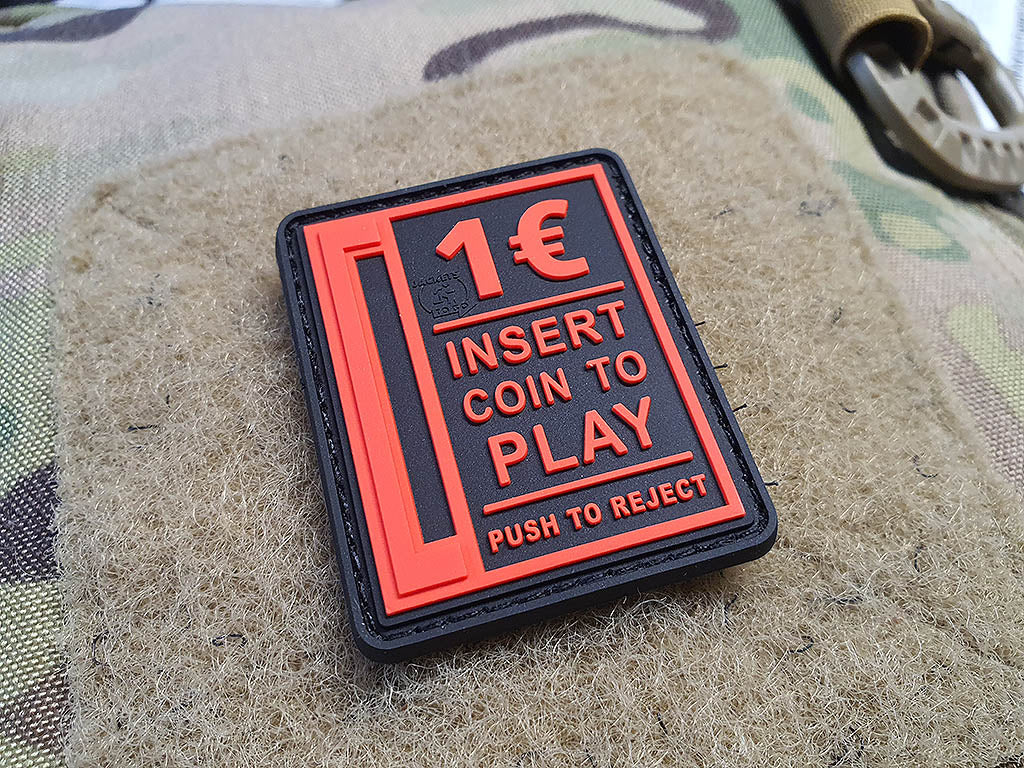 1€
INSERT
COIN TO
PLAY
PUSH TO REJECT